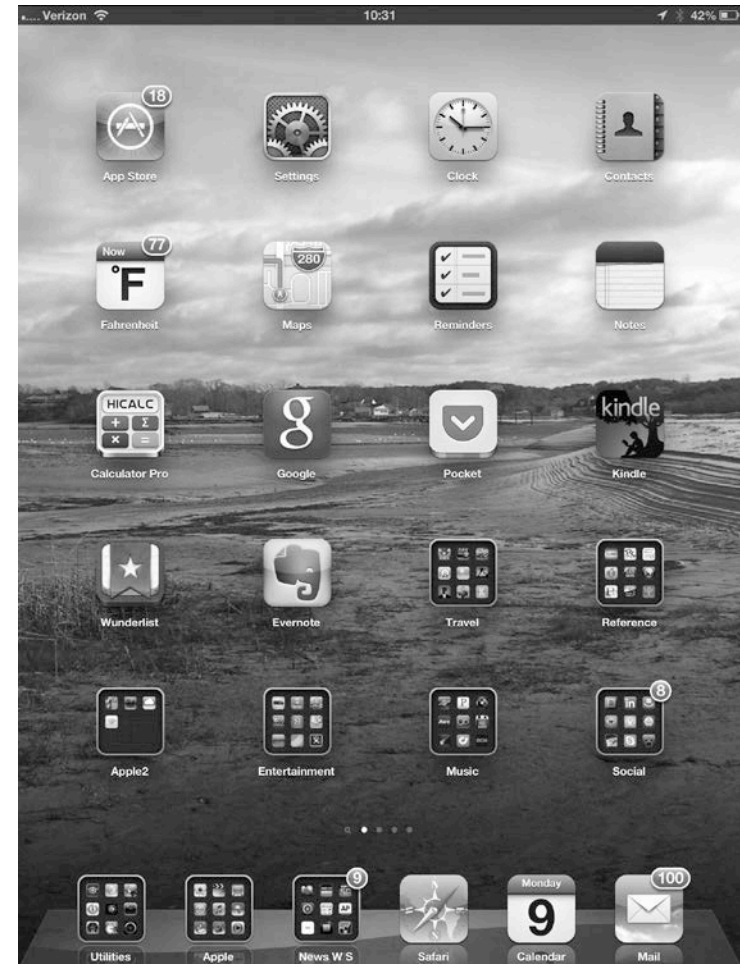 Verizon 10:31 42%
18
App Store Settings Clock Contacts
Now 77 280
°F
Fahrenheit Maps Reminders Notes
HICALC kindle
+ Σ
× = g
Calculator Pro Google Pocket Kindle
Wunderlist Evernote Travel Reference
8
Apple2 Entertainment Music Social
9 Monday 100
9
Utilities Apple News W S Safari Calendar Mail